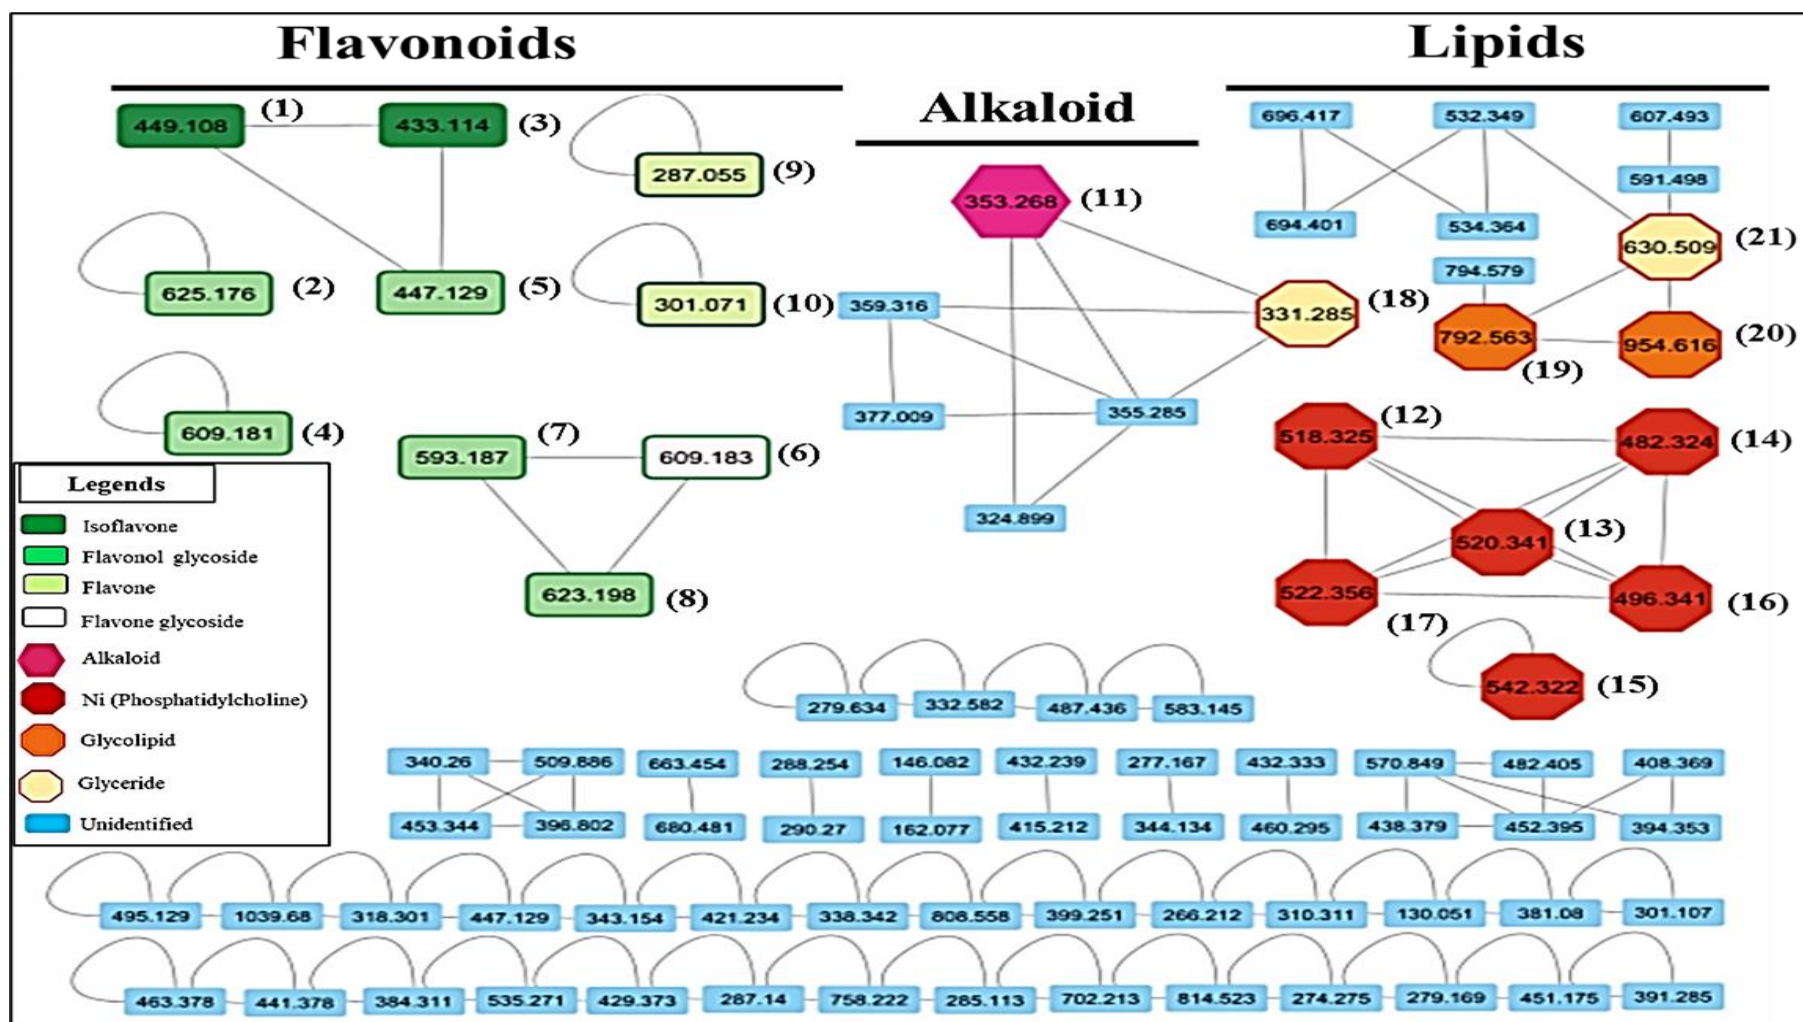 Flavonoids
Alkaloid
Lipids
449.108 (1)
433.114 (3)
287.055 (9)
625.176 (2)
447.129 (5)
301.071 (10)
609.181 (4)
593.187 (7)
609.183 (6)
623.198 (8)
353.268 (11)
359.316
331.285 (18)
377.009
355.285
324.899
696.417
532.349
607.493
591.498
694.401
534.364
630.509 (21)
794.579
792.563 (19)
954.616 (20)
518.325 (12)
482.324 (14)
520.341 (13)
522.356 (17)
496.341 (16)
542.322 (15)
Legends
Isoflavone
Flavonol glycoside
Flavone
Flavone glycoside
Alkaloid
Ni (Phosphatidylcholine)
Glycolipid
Glyceride
Unidentified
279.634 332.582 487.436 583.145
340.26 509.886 663.454 288.254 146.082 432.239 277.167 432.333 570.849 482.405 408.369
453.344 396.802 680.481 290.27 162.077 415.212 344.134 460.295 438.379 452.395 394.353
495.129 1039.68 318.301 447.129 343.154 421.234 338.342 808.558 399.251 266.212 310.311 130.051 381.08 301.107
463.378 441.378 384.311 535.271 429.373 287.14 758.222 285.113 702.213 814.523 274.275 279.169 451.175 391.285